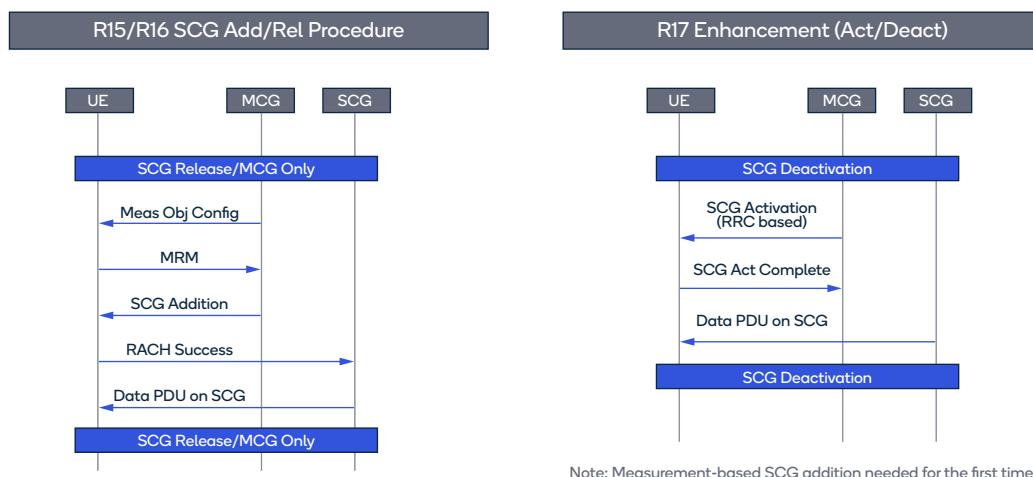 R15/R16 SCG Add/Rel Procedure
UE
MCG
SCG
SCG Release/MCG Only
Meas Obj Config
MRM
SCG Addition
RACH Success
Data PDU on SCG
SCG Release/MCG Only
R17 Enhancement (Act/Deact)
UE
MCG
SCG
SCG Deactivation
SCG Activation
(RRC based)
SCG Act Complete
Data PDU on SCG
SCG Deactivation
Note: Measurement-based SCG addition needed for the first time